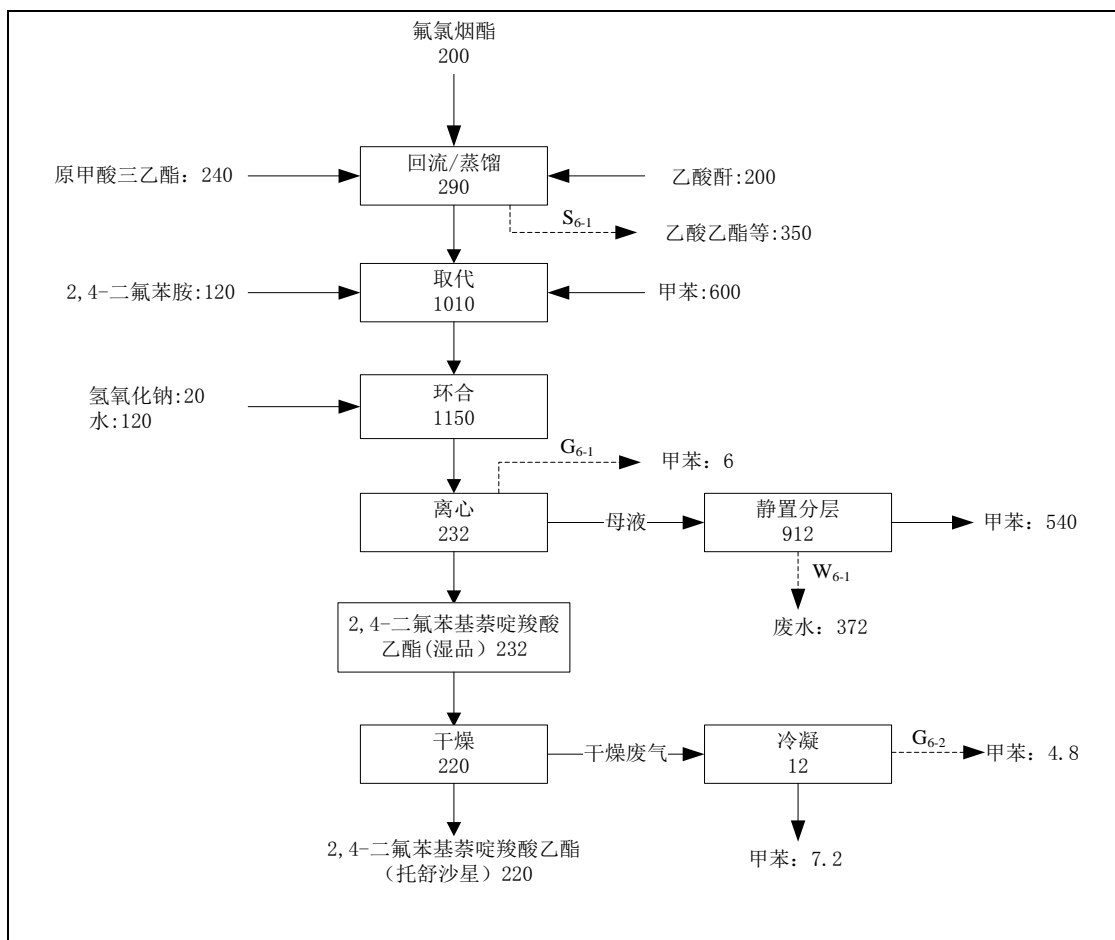 氟氯烟酯
200
原甲酸三乙酯：240
回流/蒸馏
290
乙酸酐:200
S6-1
乙酸乙酯等:350
2,4-二氟苯胺:120
取代
1010
甲苯:600
氢氧化钠:20
水:120
环合
1150
G6-1
甲苯：6
离心
232
母液
静置分层
912
甲苯：540
W6-1
废水：372
2,4-二氟苯基萘啶羧酸
乙酯(湿品）232
干燥
220
干燥废气
冷凝
12
G6-2
甲苯：4.8
2,4-二氟苯基萘啶羧酸乙酯
（托舒沙星）220
甲苯：7.2